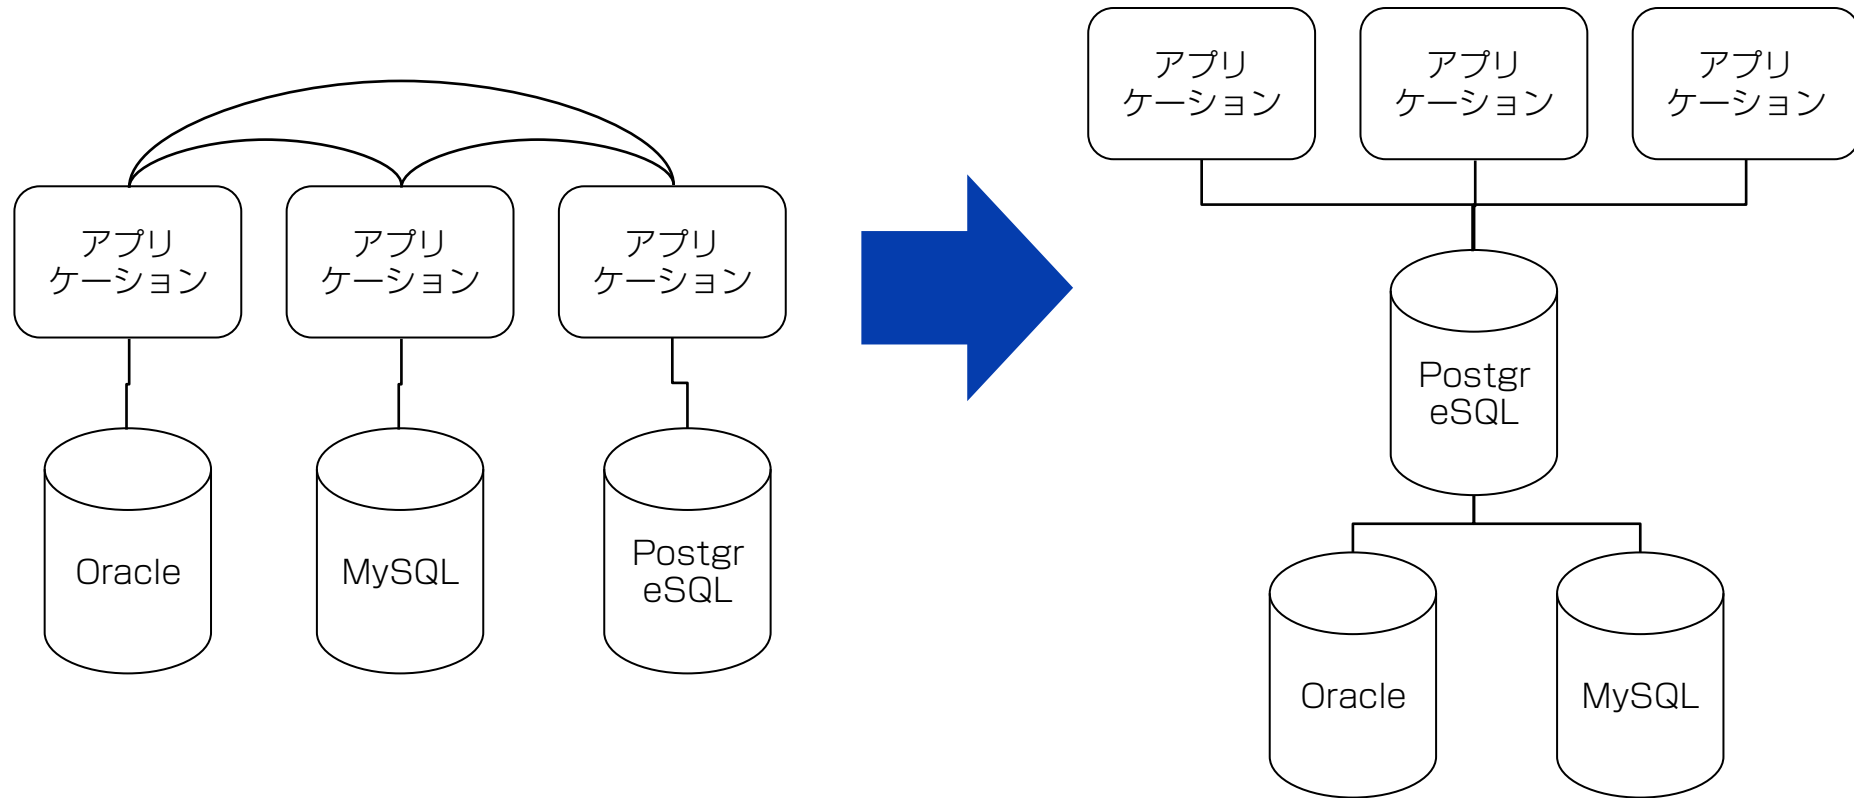 アプリ
ケーション
アプリ
ケーション
アプリ
ケーション
Oracle
MySQL
Postgr
eSQL
アプリ
ケーション
アプリ
ケーション
アプリ
ケーション
Postgr
eSQL
Oracle
MySQL